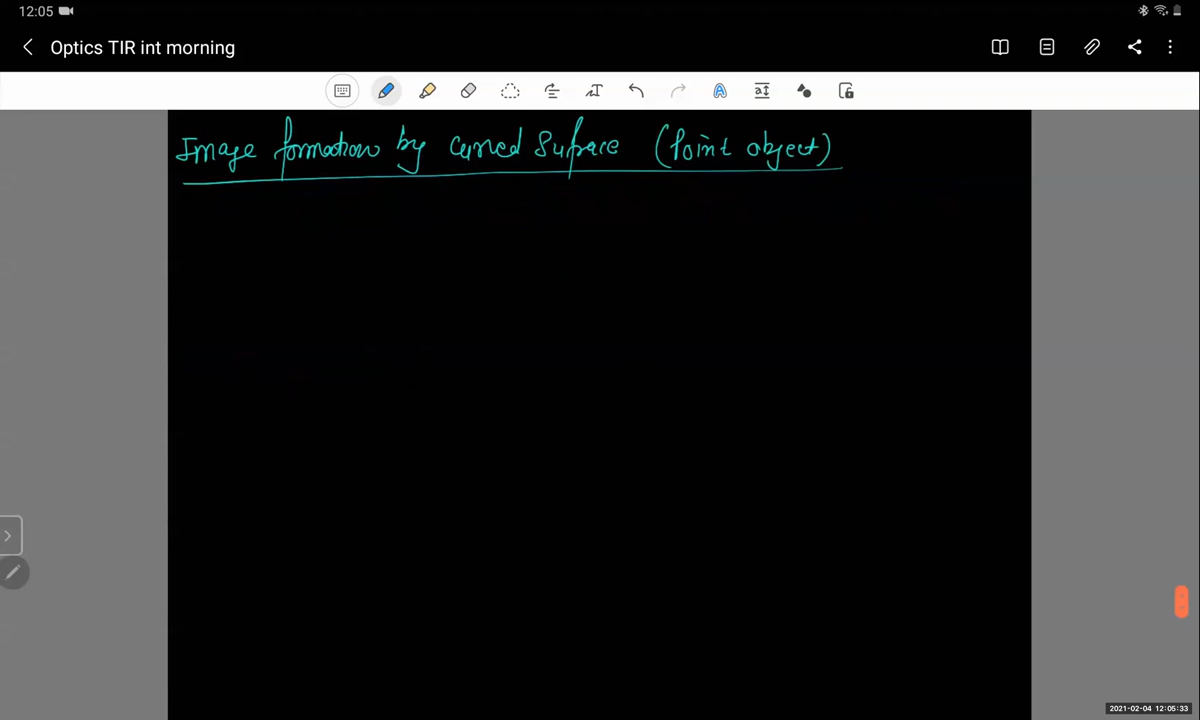 12:05
Optics TIR int morning
Image formation by curved Surface (Point object)
2021-02-04 12:05:33